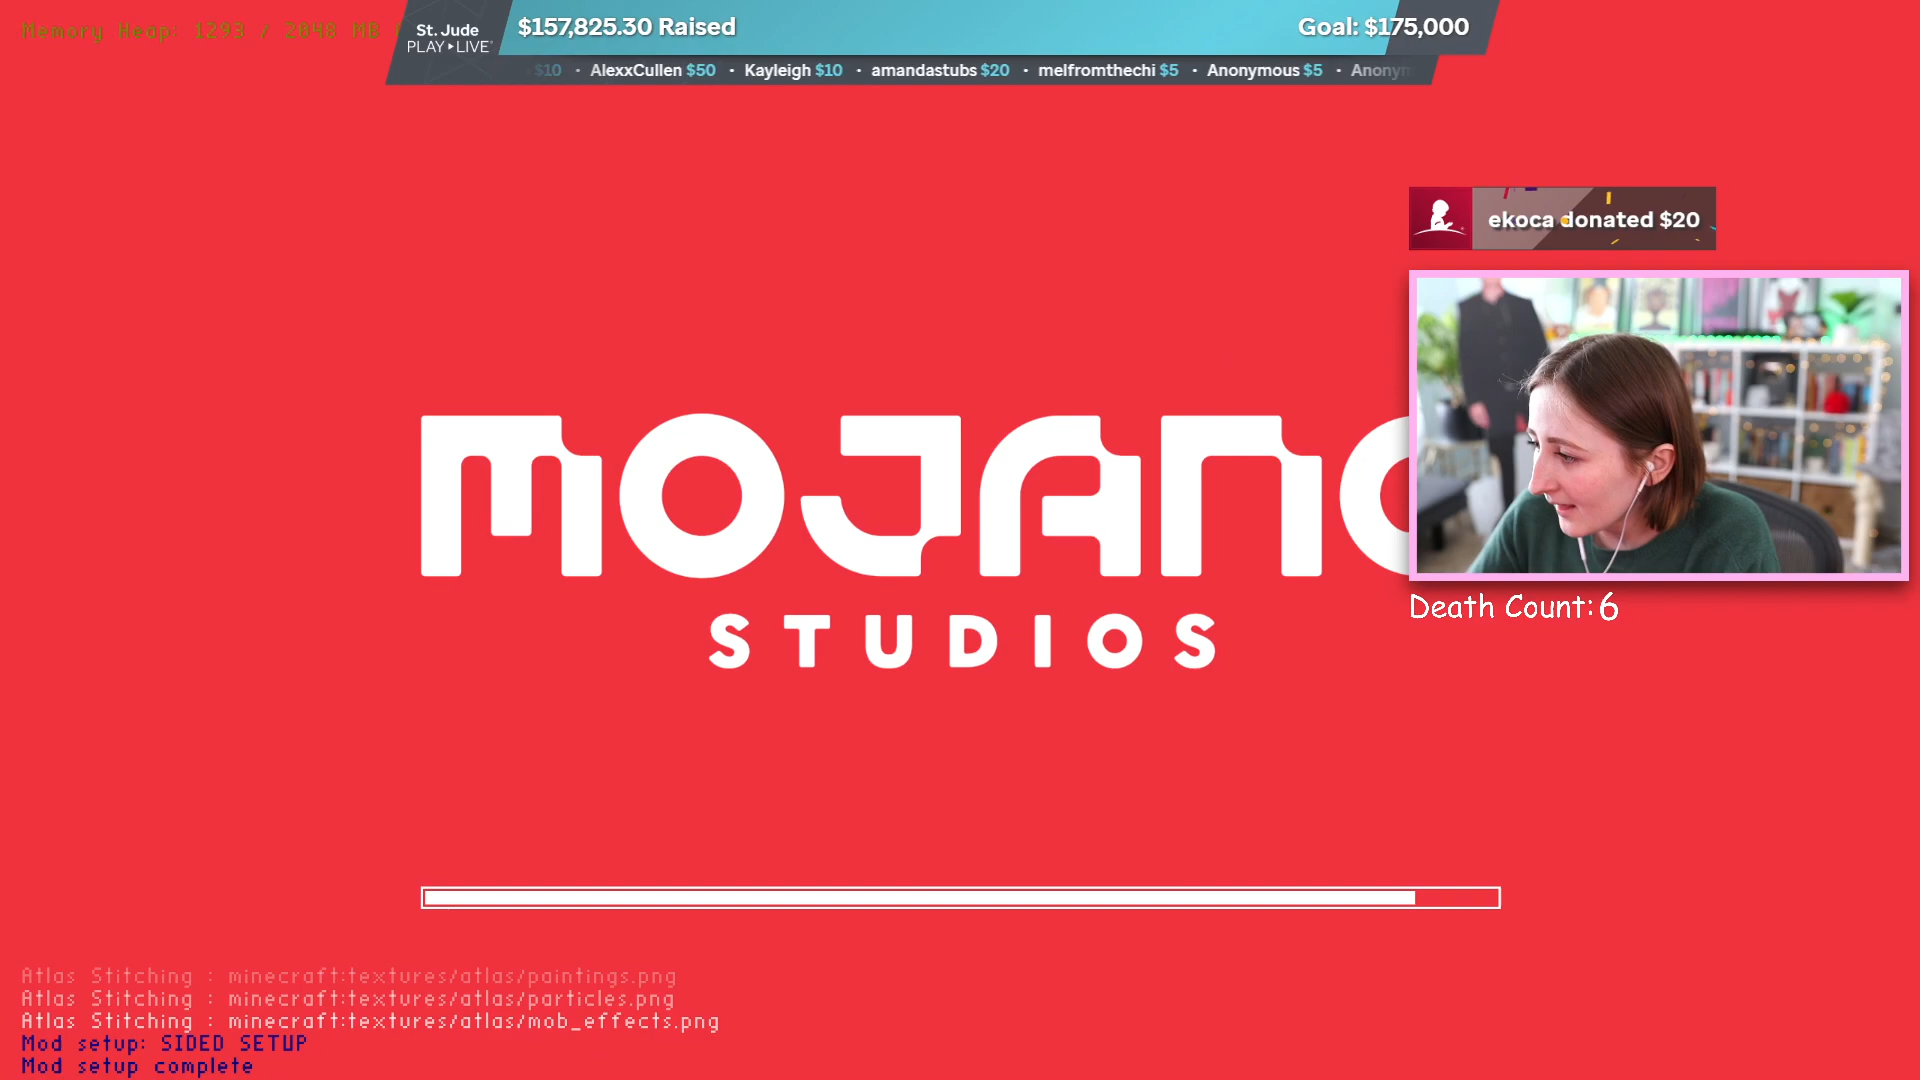 Memory Heap: 1293 / 2048 MB
St. Jude
PLAY LIVE
$157,825.30 Raised
Goal: $175,000
$10 · AlexxCullen $50 · Kayleigh $10 · amandastubs $20 · melfromthechi $5 · Anonymous $5 · Anonym
ekoca donated $20
MOJANG
STUDIOS
Death Count: 6
Atlas Stitching : minecraft:textures/atlas/paintings.png
Atlas Stitching : minecraft:textures/atlas/particles.png
Atlas Stitching : minecraft:textures/atlas/mob_effects.png
Mod setup: SIDED SETUP
Mod setup complete